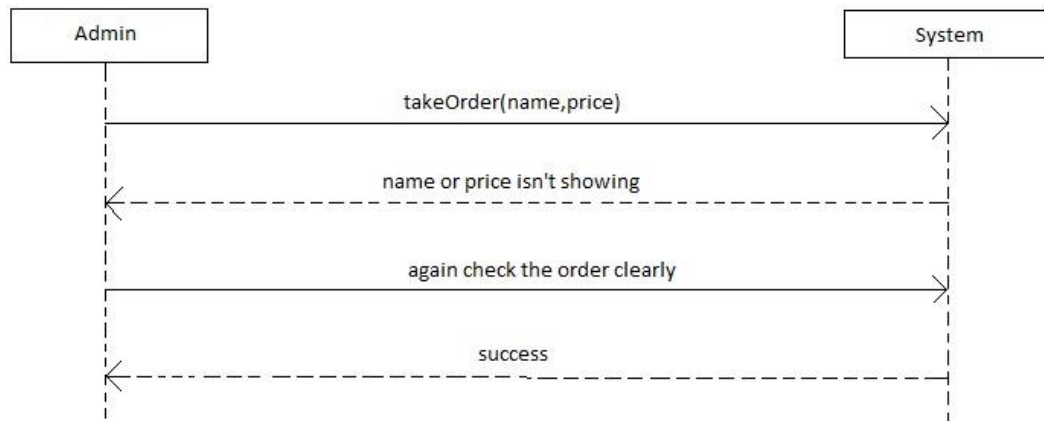 Admin
System
takeOrder(name,price)
name or price isn't showing
again check the order clearly
success